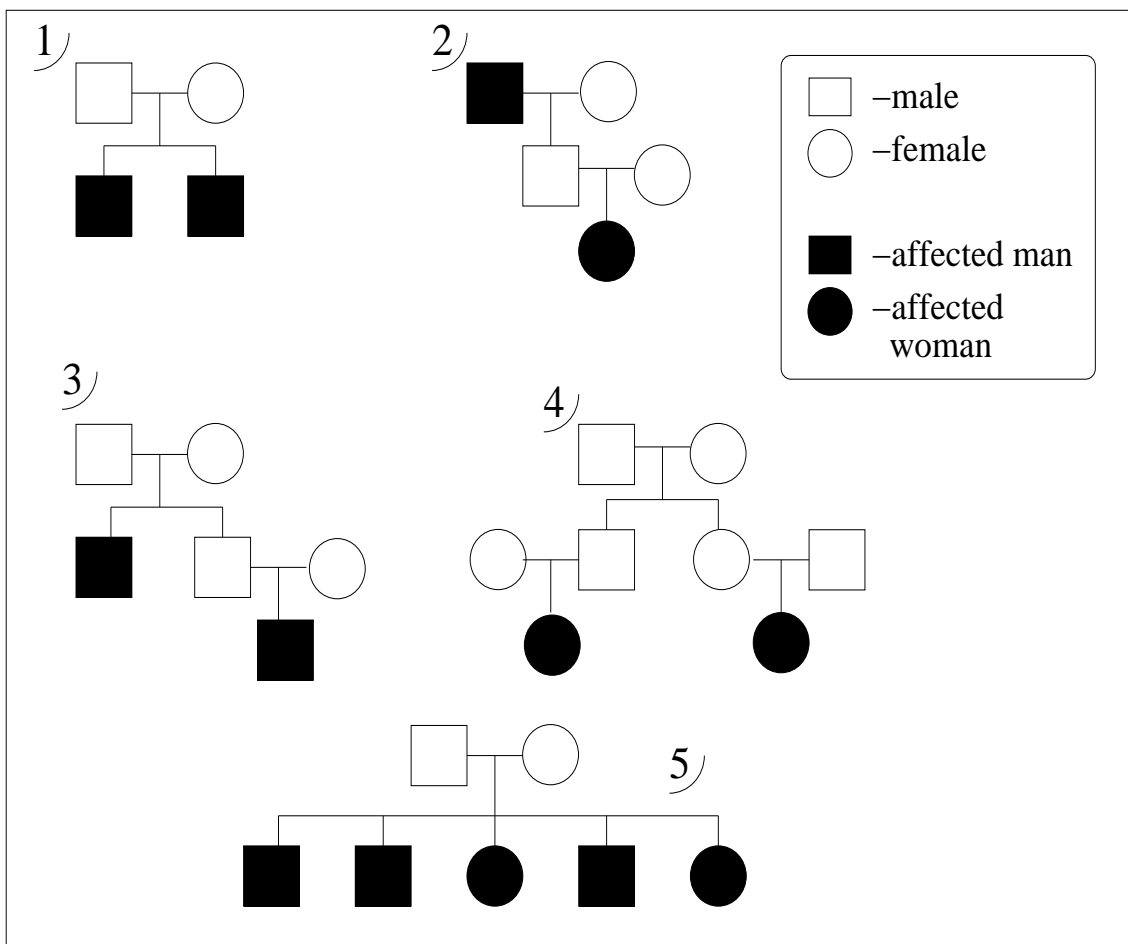 1
2
–male
–female
–affected man
–affected
woman
3
4
5